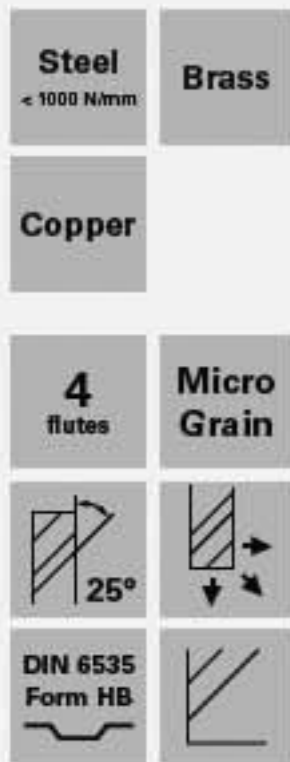 Steel
< 1000 N/mm
Brass
Copper
4
flutes
Micro
Grain
25°
DIN 6535
Form HB